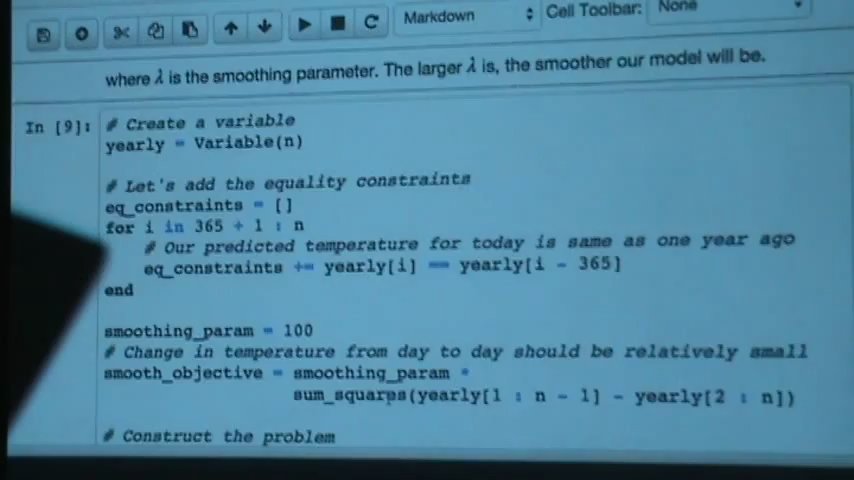 Markdown
Cell Toolbar:
None
where λ is the smoothing parameter. The larger λ is, the smoother our model will be.
In [9]:
# Create a variable
yearly = Variable(n)
# Let's add the equality constraints
eq_constraints = []
for i in 365 + 1 : n
# Our predicted temperature for today is same as one year ago
eq_constraints += yearly[i] == yearly[i - 365]
end
smoothing_param = 100
# Change in temperature from day to day should be relatively small
smooth_objective = smoothing_param *
sum_squares(yearly[1 : n - 1] - yearly[2 : n])
# Construct the problem